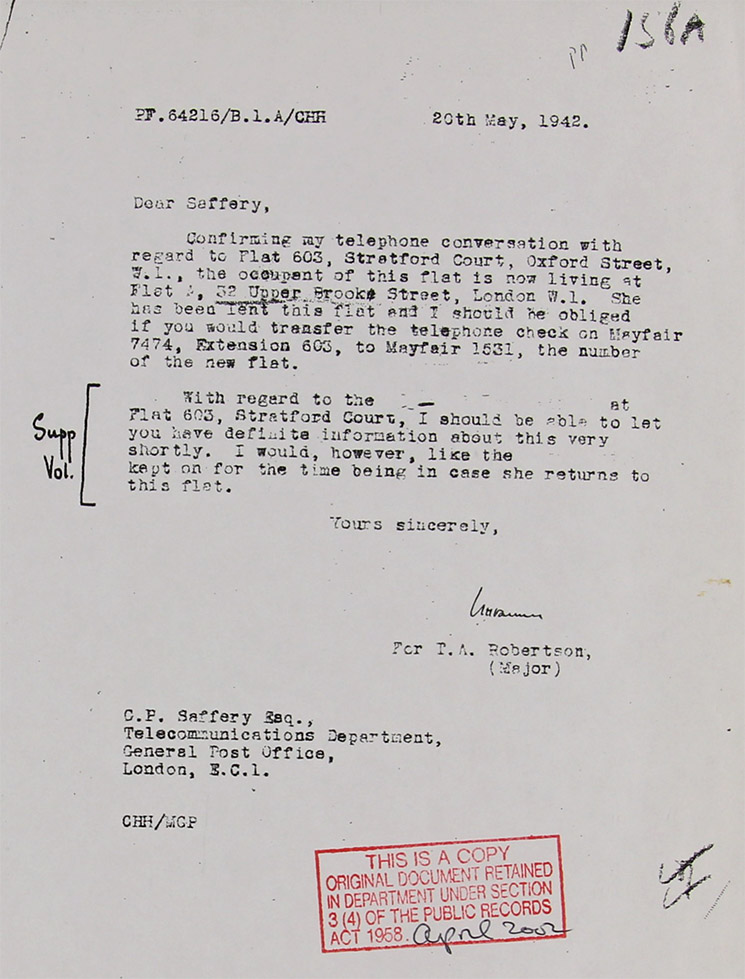 158A
PF.64216/B.1.A/CHH 20th May, 1942.
Dear Saffery,
Confirming my telephone conversation with
regard to Flat 603, Stratford Court, Oxford Street,
W.1., the occupant of this flat is now living at
Flat , 32 Upper Brook Street, London W.1. She
has been lent this flat and I should be obliged
if you would transfer the telephone check on Mayfair
7474, Extension 603, to Mayfair 1531, the number
of the new flat.
Supp
Vol.
With regard to the at
Flat 603, Stratford Court, I should be able to let
you have definite information about this very
shortly. I would, however, like the
kept on for the time being in case she returns to
this flat.
Yours sincerely,
For T.A. Robertson,
(Major)
C.P. Saffery Esq.,
Telecommunications Department,
General Post Office,
London, E.C.1.
CHH/MGP
THIS IS A COPY
ORIGINAL DOCUMENT RETAINED
IN DEPARTMENT UNDER SECTION
3 (4) OF THE PUBLIC RECORDS
ACT 1958. April 2002